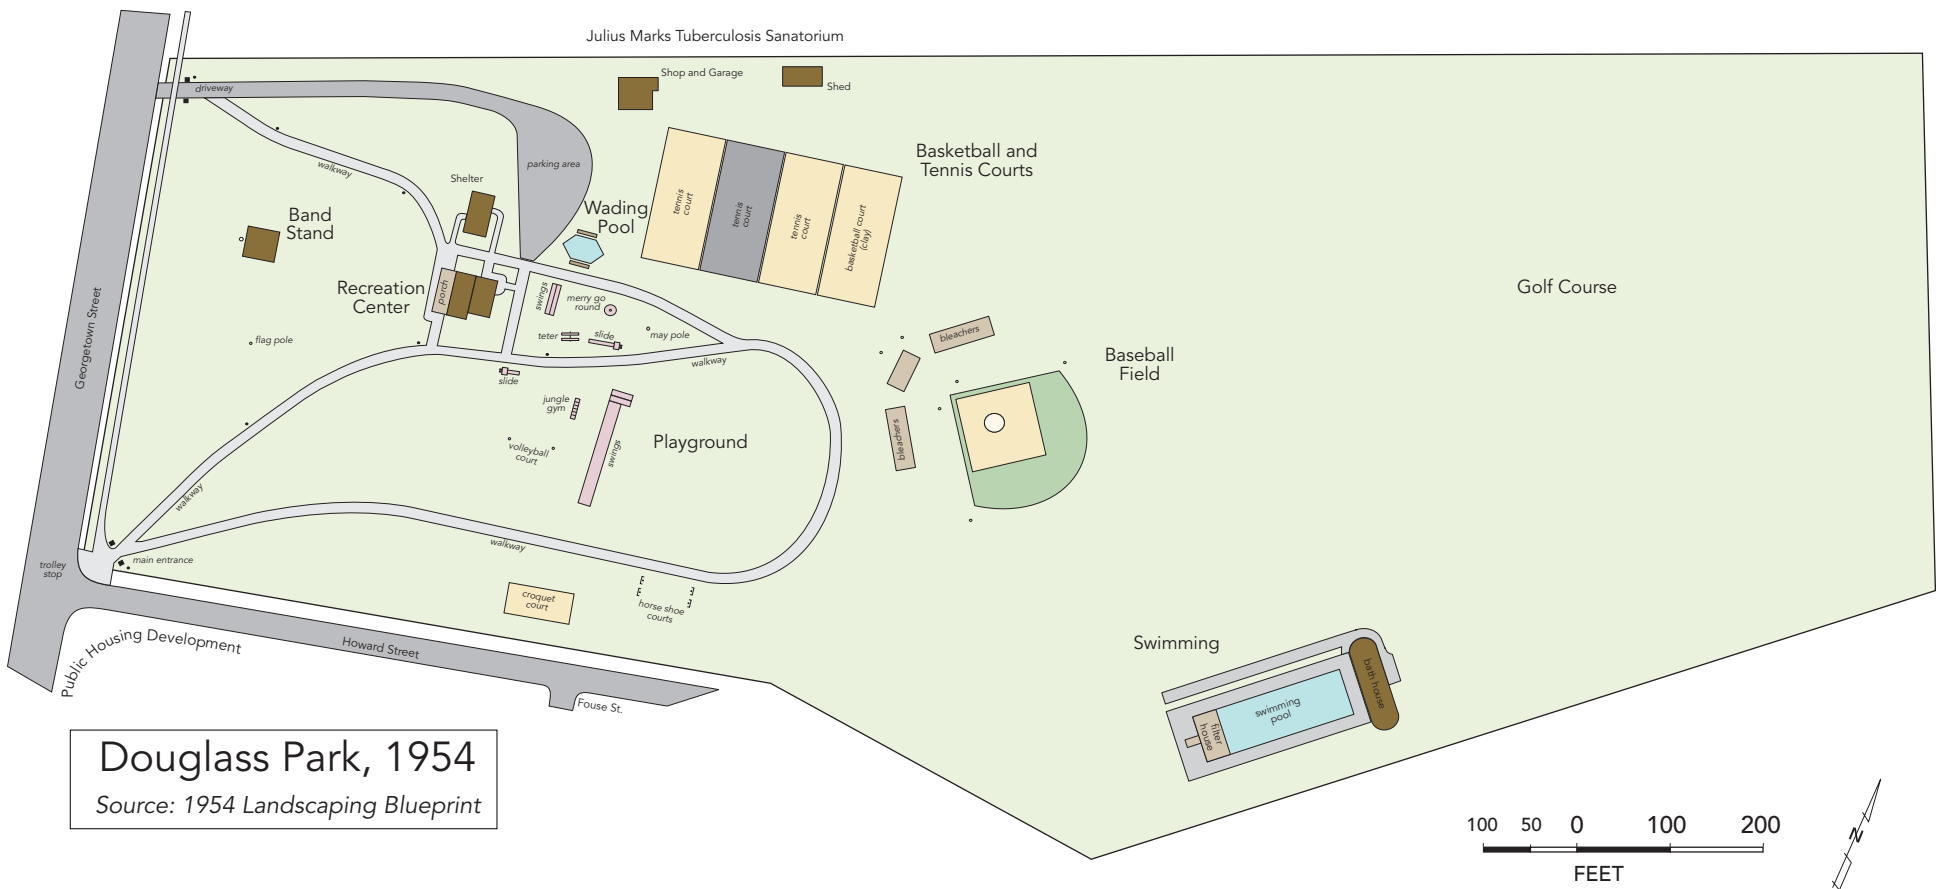 Julius Marks Tuberculosis Sanatorium
Shop and Garage
Shed
driveway
walkway
parking area
Shelter
Band
Stand
Wading
Pool
tennis
court
tennis
court
tennis
court
basketball court
(clay)
Basketball and
Tennis Courts
Golf Course
Georgetown Street
Recreation
Center
porch
flag pole
swings
merry go
round
teter
slide
may pole
walkway
slide
jungle
gym
volleyball
court
swings
Playground
bleachers
bleachers
Baseball
Field
walkway
walkway
main entrance
trolley
stop
croquet
court
horse shoe
courts
Public Housing Development
Howard Street
Fouse St.
Swimming
swimming
pool
filter
house
bath house
Douglass Park, 1954
Source: 1954 Landscaping Blueprint
100 50 0 100 200
FEET
N